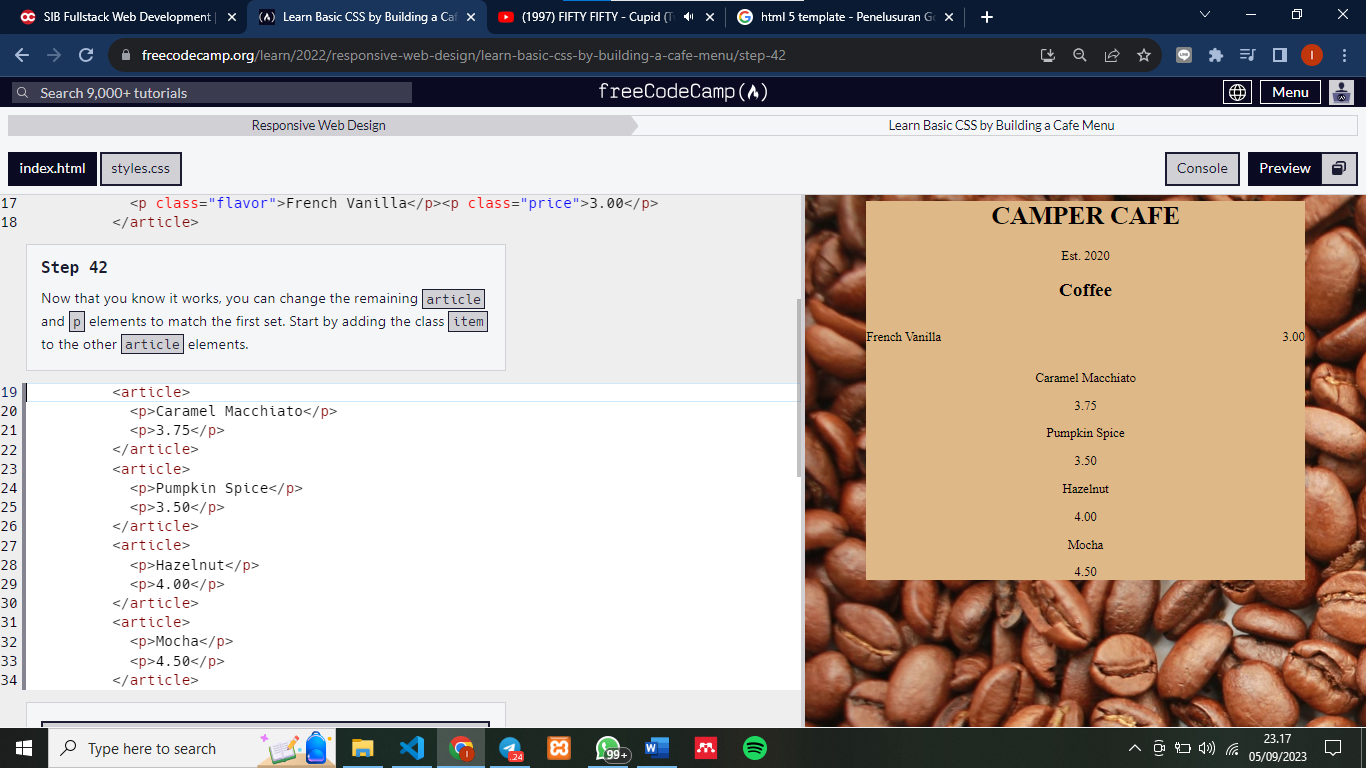 SIB Fullstack Web Development |
Learn Basic CSS by Building a Caf
(1997) FIFTY FIFTY - Cupid (T
html 5 template - Penelusuran Go
freecodecamp.org/learn/2022/responsive-web-design/learn-basic-css-by-building-a-cafe-menu/step-42
I
Search 9,000+ tutorials
freeCodeCamp
Menu
Responsive Web Design
Learn Basic CSS by Building a Cafe Menu
index.html
styles.css
Console
Preview
17 <p class="flavor">French Vanilla</p><p class="price">3.00</p>
18 </article>
Step 42
Now that you know it works, you can change the remaining article
and p elements to match the first set. Start by adding the class item
to the other article elements.
19 <article>
20 <p>Caramel Macchiato</p>
21 <p>3.75</p>
22 </article>
23 <article>
24 <p>Pumpkin Spice</p>
25 <p>3.50</p>
26 </article>
27 <article>
28 <p>Hazelnut</p>
29 <p>4.00</p>
30 </article>
31 <article>
32 <p>Mocha</p>
33 <p>4.50</p>
34 </article>
CAMPER CAFE
Est. 2020
Coffee
French Vanilla 3.00
Caramel Macchiato
3.75
Pumpkin Spice
3.50
Hazelnut
4.00
Mocha
4.50
Type here to search
24
99+
23.17
05/09/2023